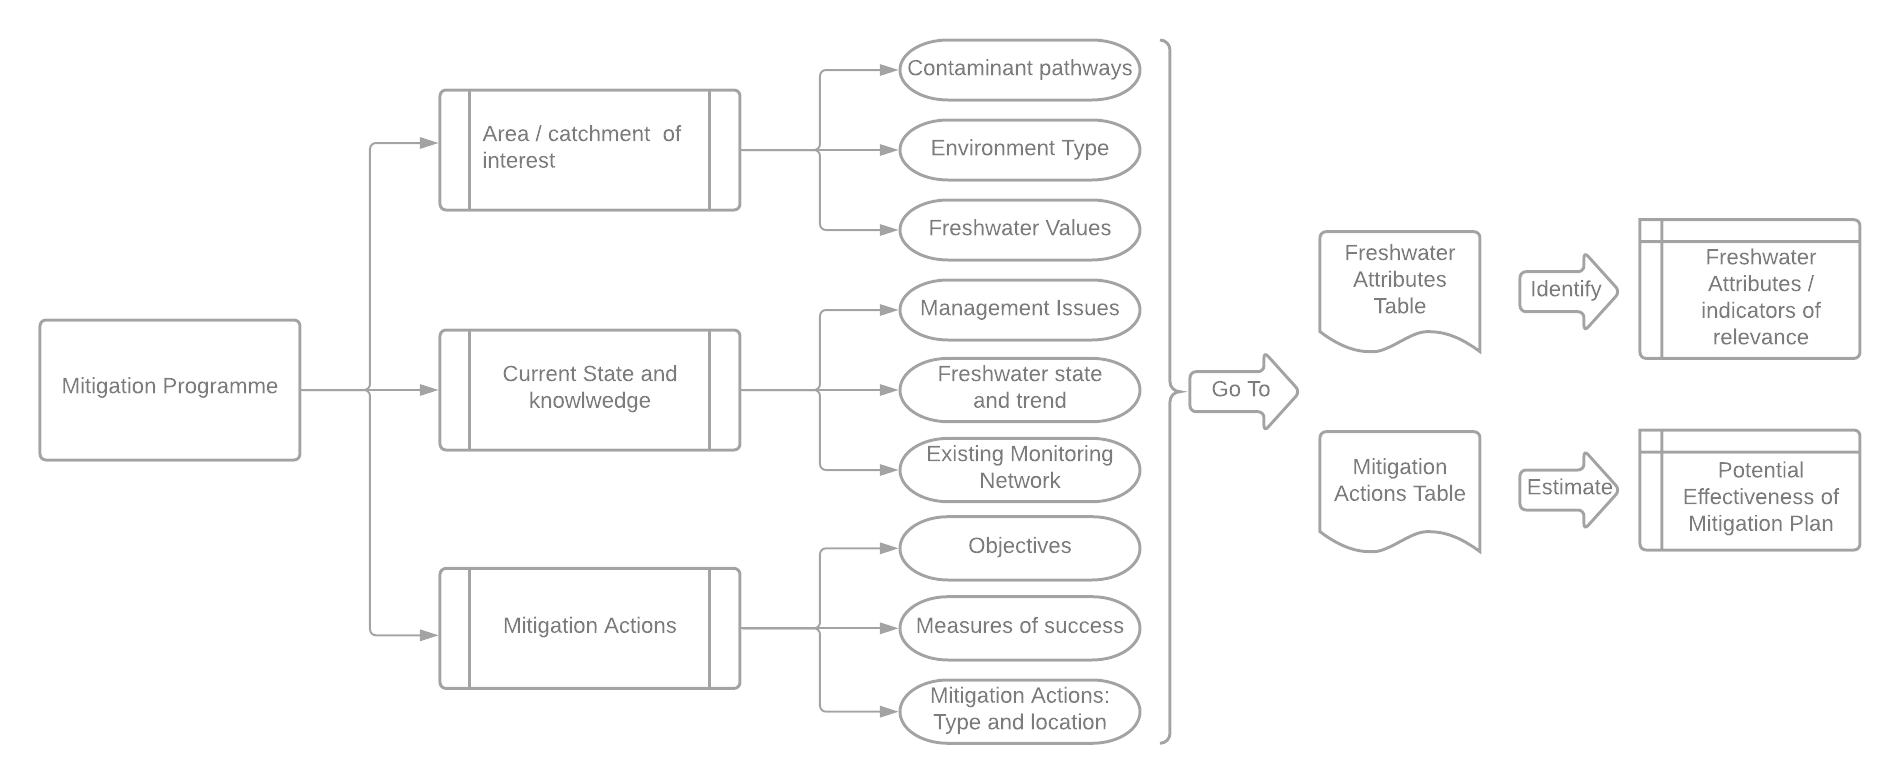 Mitigation Programme
Area / catchment  of
interest
Current State and
knowlwedge
Mitigation Actions
Contaminant pathways
Environment Type
Freshwater Values
Management Issues
Freshwater state
and trend
Existing Monitoring
Network
Objectives
Measures of success
Mitigation Actions:
Type and location
Go To
Freshwater
Attributes
Table
Identify
Freshwater
Attributes /
indicators of
relevance
Mitigation
Actions Table
Estimate
Potential
Effectiveness of
Mitigation Plan